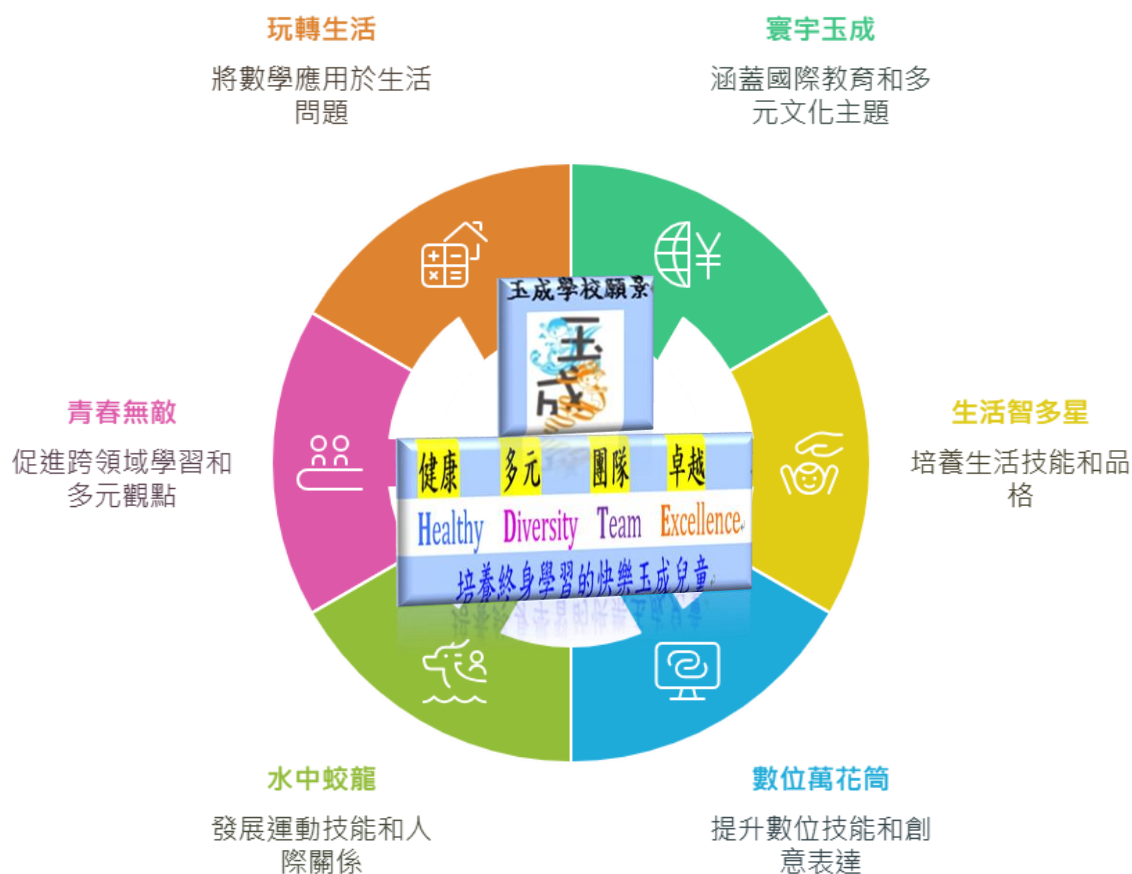 玩轉生活
將數學應用於生活
問題
寰宇玉成
涵蓋國際教育和多
元文化主題
玉成學校願景
玉成
青春無敵
促進跨領域學習和
多元觀點
生活智多星
培養生活技能和品
格
健康 多元 團隊 卓越
Healthy Diversity Team Excellence
培養終身學習的快樂玉成兒童
水中蛟龍
發展運動技能和人
際關係
數位萬花筒
提升數位技能和創
意表達